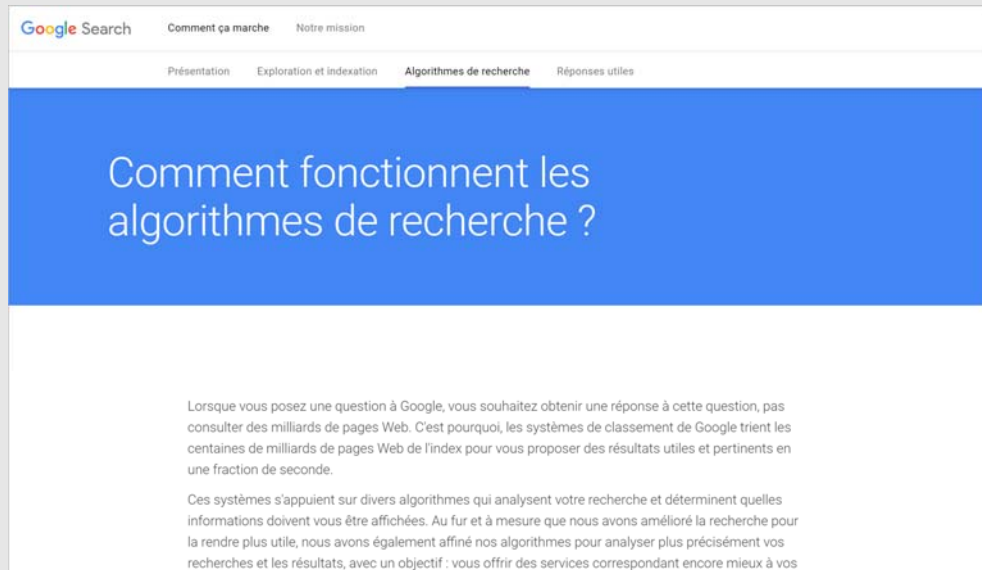 Google Search Comment ça marche Notre mission
Présentation Exploration et indexation Algorithmes de recherche Réponses utiles
Comment fonctionnent les
algorithmes de recherche ?
Lorsque vous posez une question à Google, vous souhaitez obtenir une réponse à cette question, pas
consulter des milliards de pages Web. C'est pourquoi, les systèmes de classement de Google trient les
centaines de milliards de pages Web de l'index pour vous proposer des résultats utiles et pertinents en
une fraction de seconde.
Ces systèmes s'appuient sur divers algorithmes qui analysent votre recherche et déterminent quelles
informations doivent vous être affichées. Au fur et à mesure que nous avons amélioré la recherche pour
la rendre plus utile, nous avons également affiné nos algorithmes pour analyser plus précisément vos
recherches et les résultats, avec un objectif : vous offrir des services correspondant encore mieux à vos